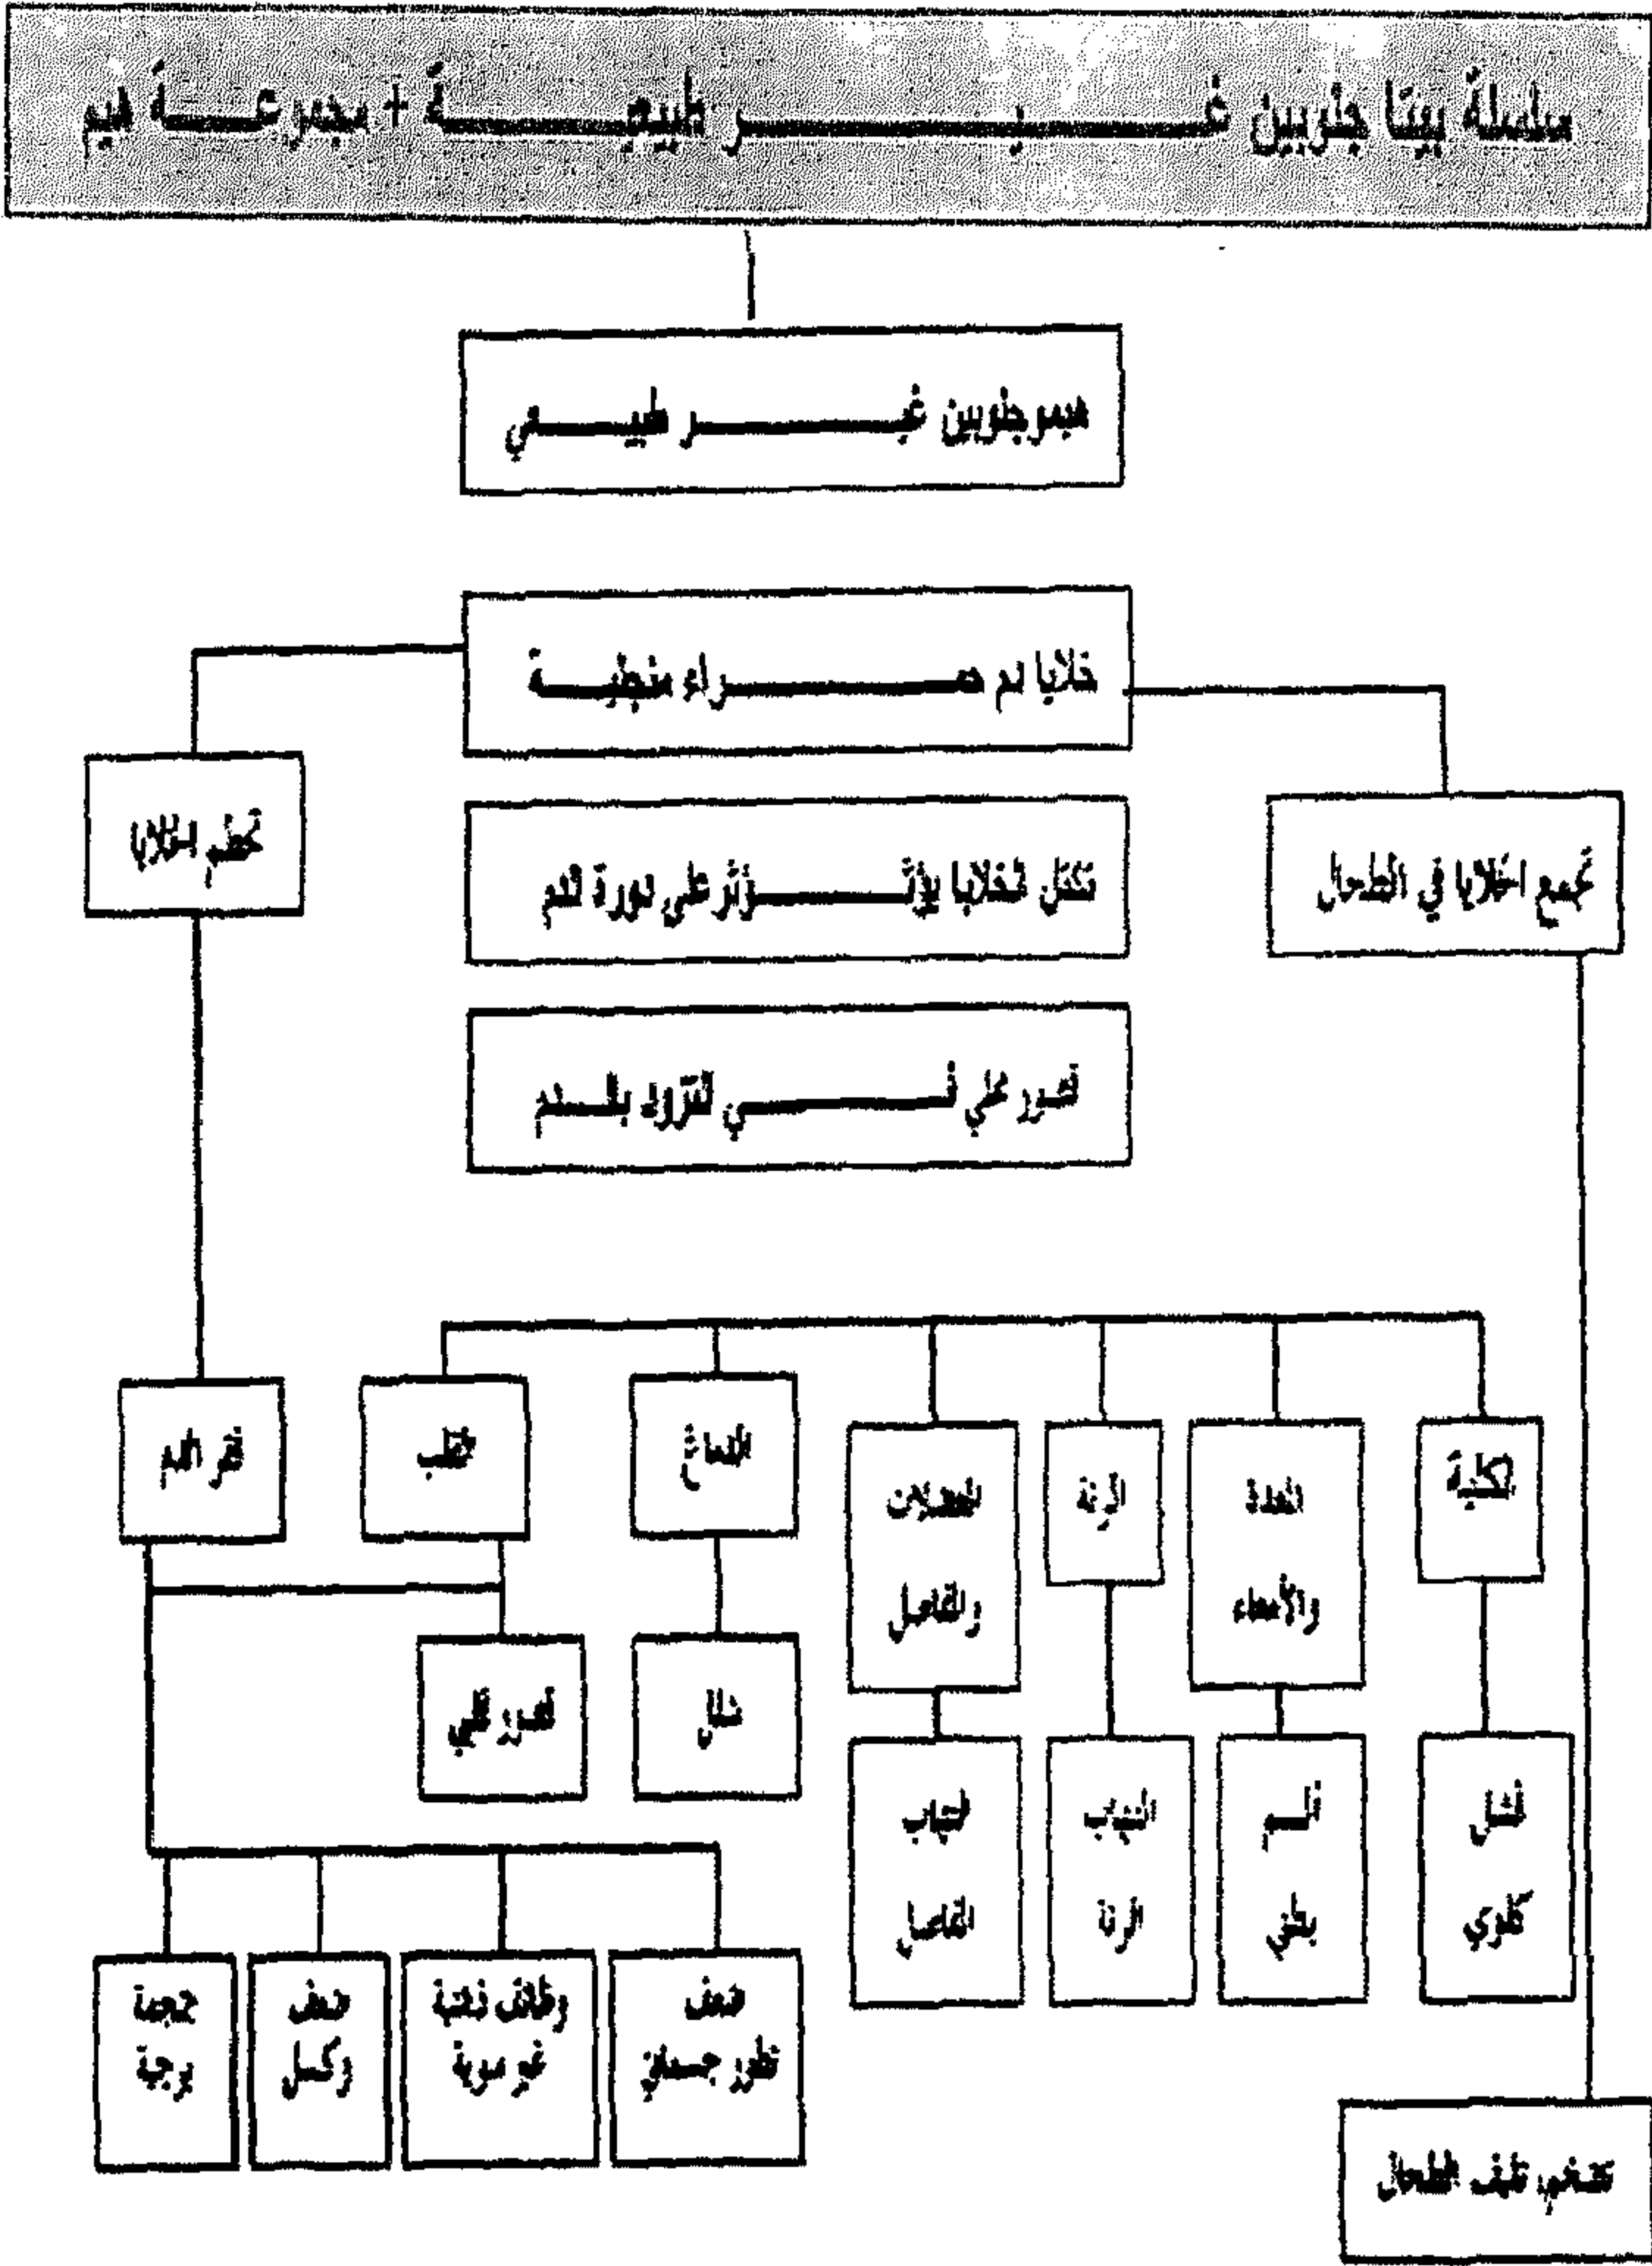 سلسلة بيتا جلوبين غير طبيعية + مجموعة هيم
هيموجلوبين غير طبيعي
خلايا دم حمراء منجلية
تحطم الخلايا
تكتل الخلايا يؤثر على دورة الدم
تجمع الخلايا في الطحال
قصور محلي في التزود بالدم
الكلية
المعدة
والأمعاء
الرئة
العضلات
والمفاصل
الدماغ
القلب
فقر الدم
فشل
كلوي
ألم
بطني
التهاب
الرئة
التهاب
المفاصل
شلل
قصور قلبي
ضعف
تطور جسماني
وظائف ذهنية
غير سوية
ضعف
وكسل
جمجمة
برجية
تضخم، تليف الطحال